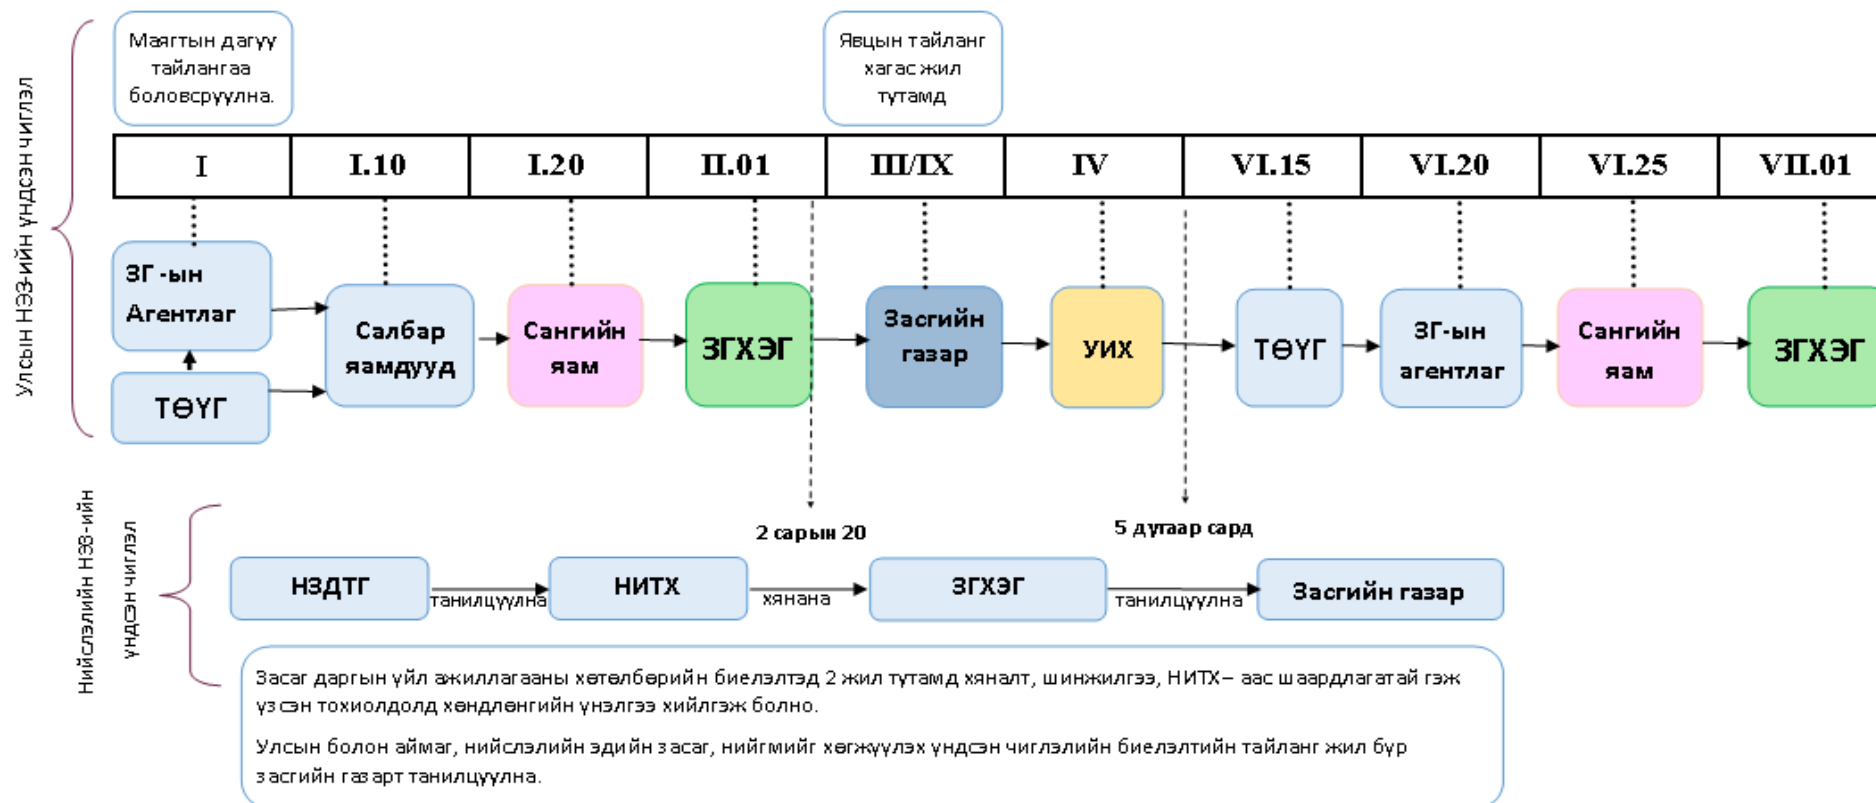 Маягтын дагуу
тайлангаа
боловсруулна.
Явцын тайланг
хагас жил
тутамд
Улсын НЭЗ-ийн үндсэн чиглэл
I
I.10
I.20
II.01
III/IX
IV
VI.15
VI.20
VI.25
VII.01
ЗГ -ын
Агентлаг
ТӨҮГ
Салбар
яамдууд
Сангийн
яам
ЗГХЭГ
Засгийн
газар
УИХ
ТӨҮГ
ЗГ-ын
агентлаг
Сангийн
яам
ЗГХЭГ
2 сарын 20
5 дугаар сард
Нийслэлийн НЭЗ-ийн
үндсэн чиглэл
НЗДТГ
танилцуулна
НИТХ
хянана
ЗГХЭГ
танилцуулна
Засгийн газар
Засаг даргын үйл ажиллагааны хөтөлбөрийн биелэлтэд 2 жил тутамд хяналт, шинжилгээ, НИТХ– аас шаардлагатай гэж
үзсэн тохиолдолд хөндлөнгийн үнэлгээ хийлгэж болно.
Улсын болон аймаг, нийслэлийн эдийн засаг, нийгмийг хөгжүүлэх үндсэн чиглэлийн биелэлтийн тайланг жил бүр
засгийн газарт танилцуулна.